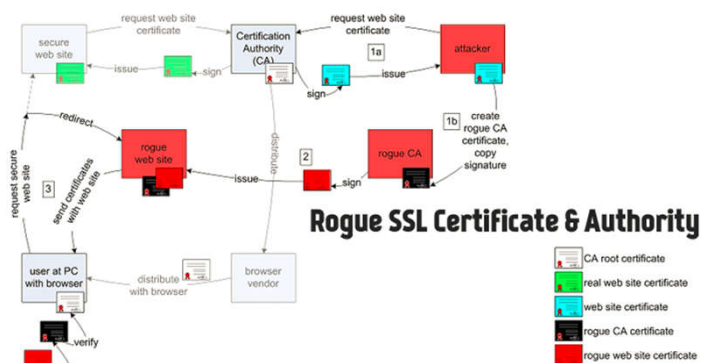 request web site
certificate
request web site
certificate
secure
web site
Certification
Authority
(CA)
1a
attacker
issue
sign
issue
sign
redirect
distribute
1b
create
rogue CA
certificate,
copy
signature
rogue
web site
2
rogue CA
issue
sign
request secure
web site
3
send certificates
with web site
Rogue SSL Certificate & Authority
user at PC
with browser
distribute
with browser
browser
vendor
CA root certificate
real web site certificate
web site certificate
rogue CA certificate
rogue web site certificate
verify